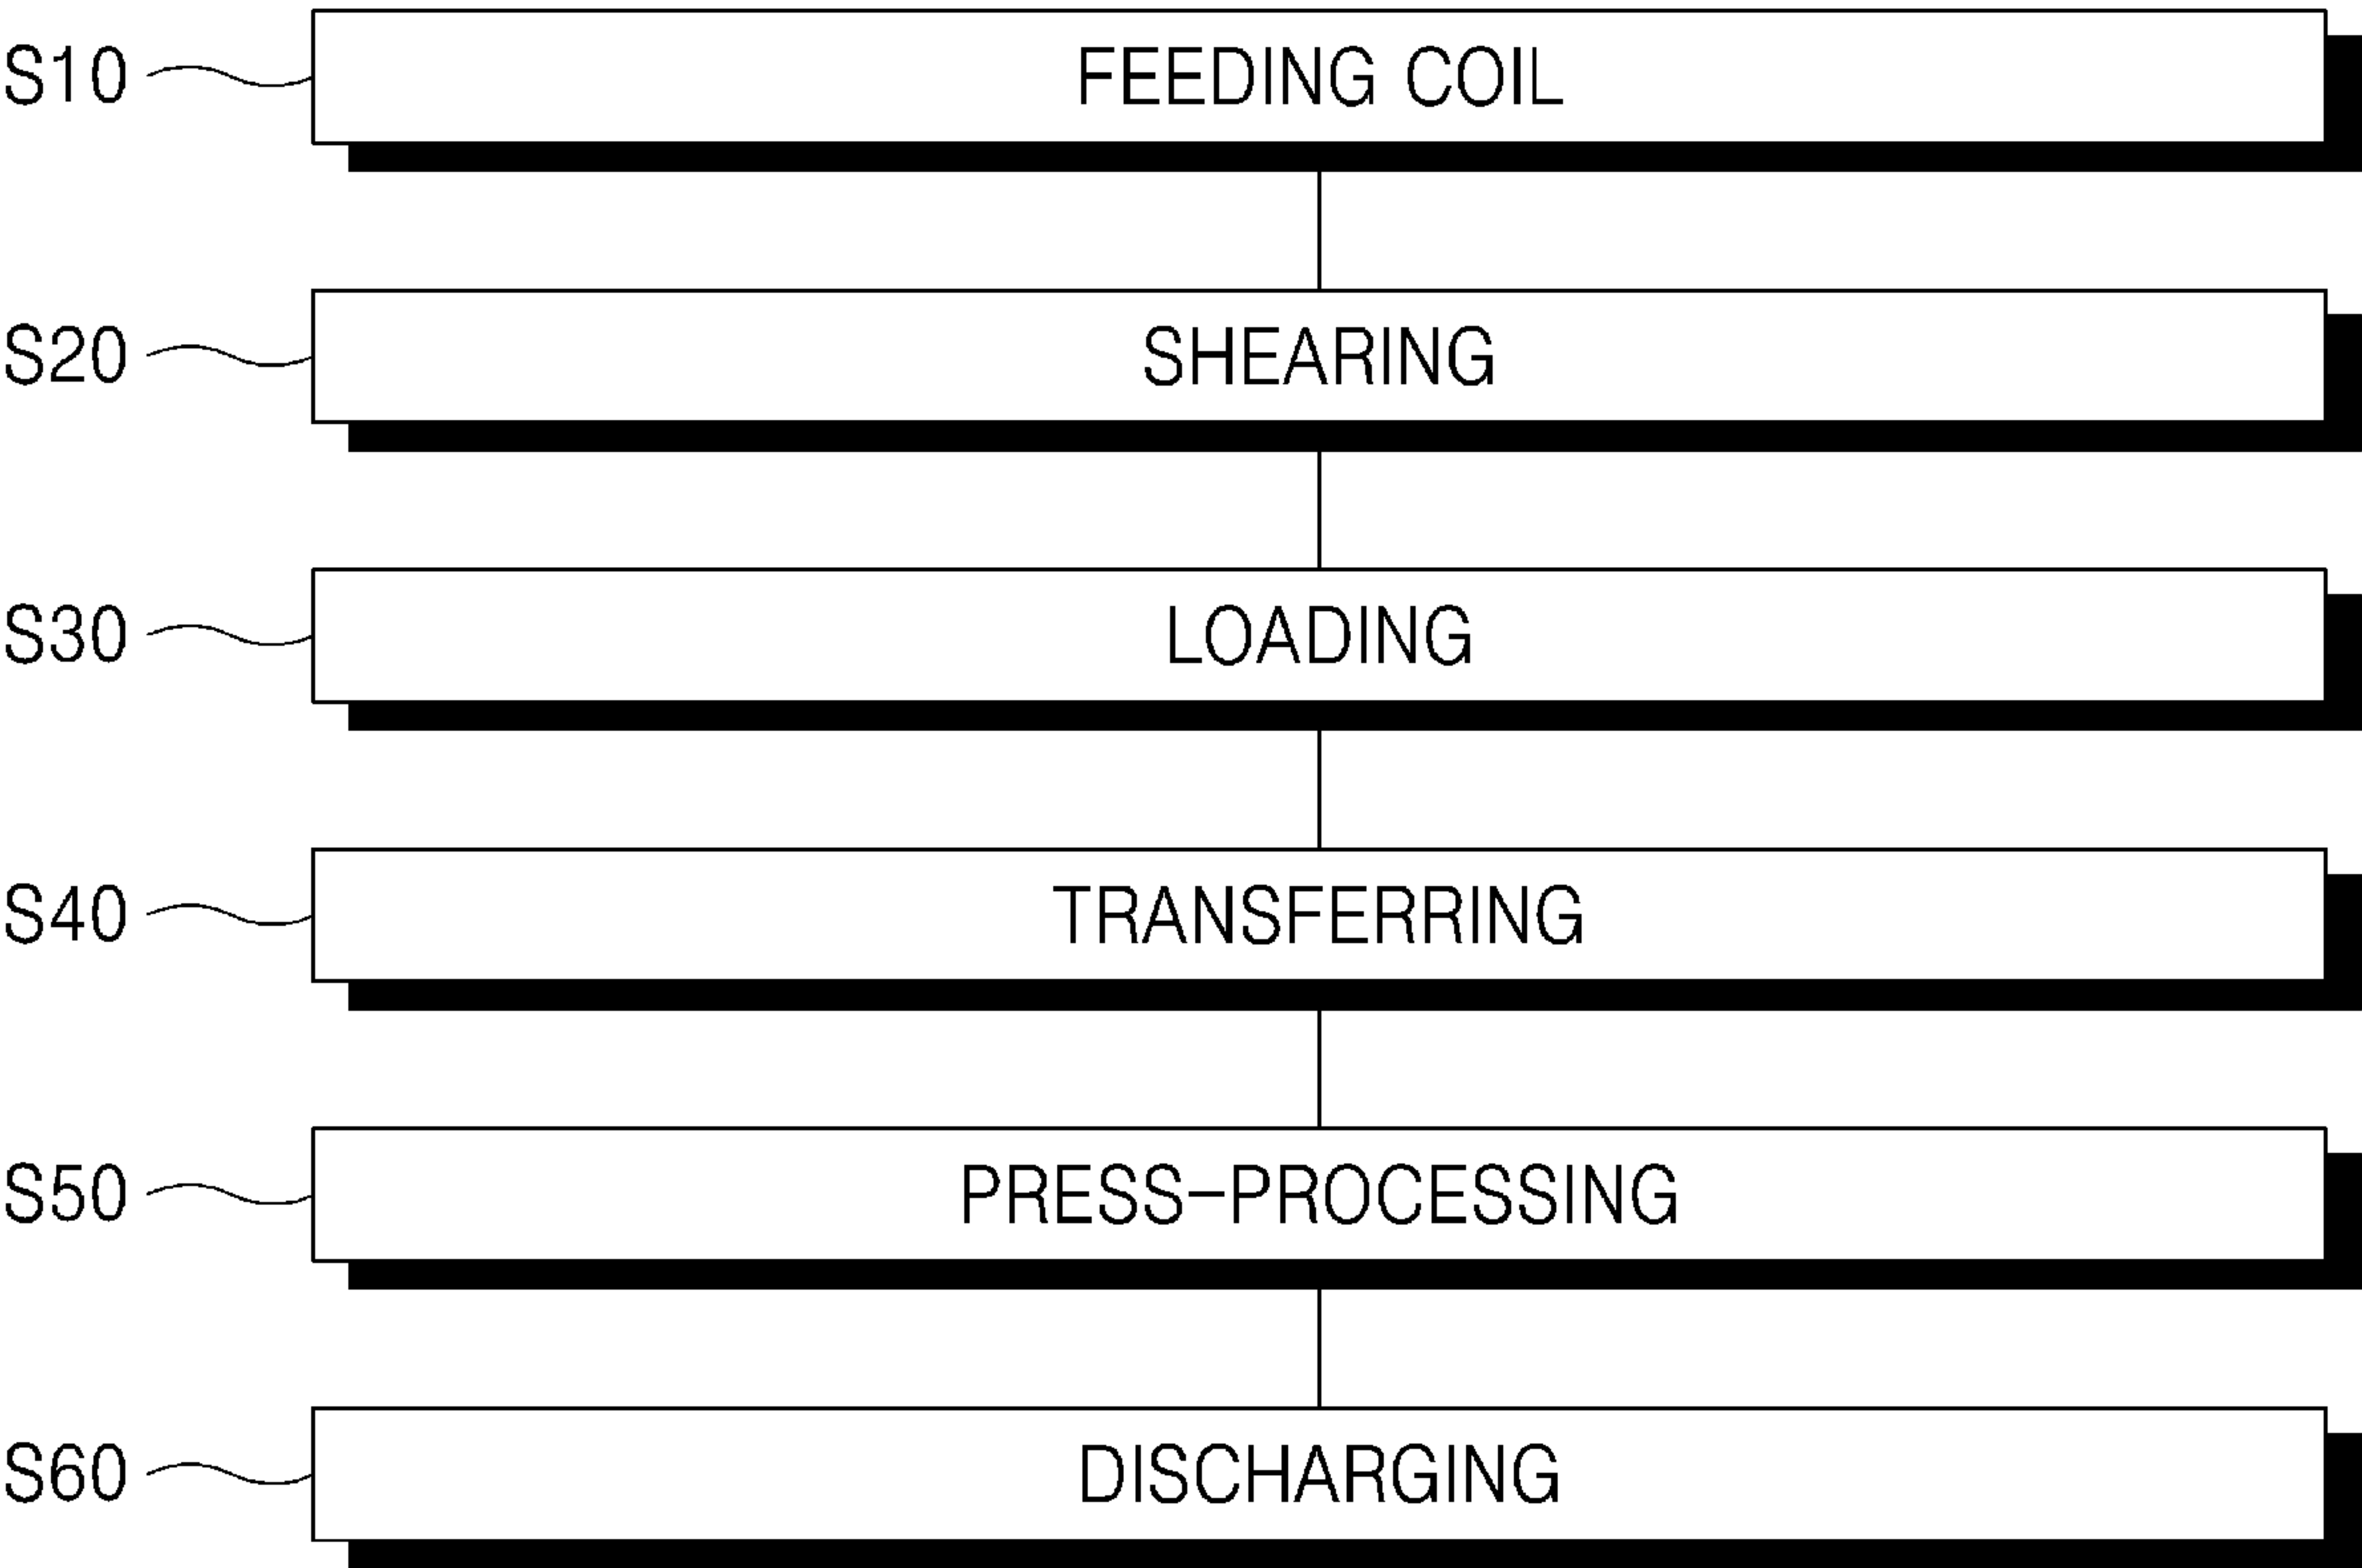 S10 FEEDING COIL
S20 SHEARING
S30 LOADING
S40 TRANSFERRING
S50 PRESS-PROCESSING
S60 DISCHARGING